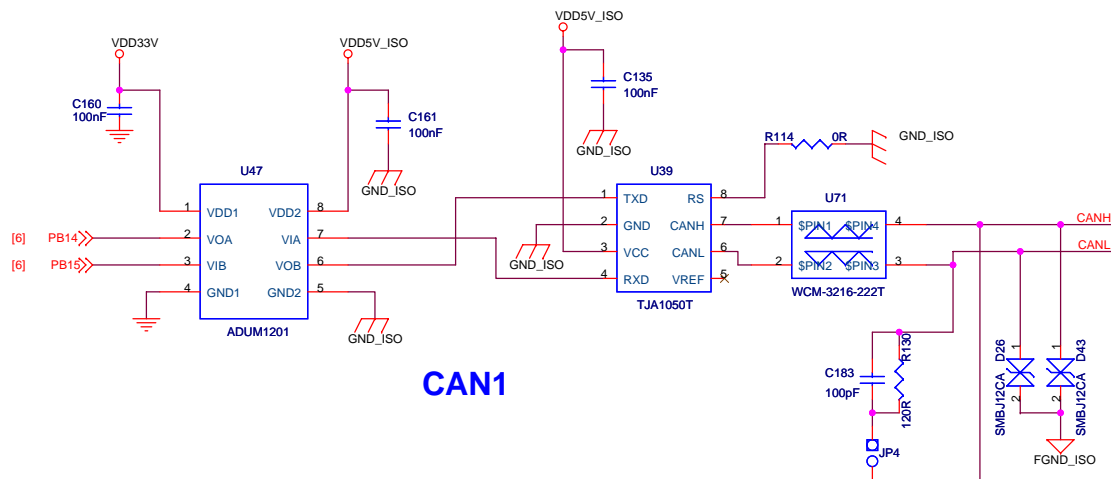 VDD5V_ISO
VDD33V
VDD5V_ISO
C160
100nF
C161
100nF
GND_ISO
C135
100nF
GND_ISO
R114 0R
GND_ISO
U47
1 VDD1 VDD2 8
2 VOA VIA 7
3 VIB VOB 6
4 GND1 GND2 5
ADUM1201
[6] PB14
[6] PB15
GND_ISO
U39
1 TXD RS 8
2 GND CANH 7
3 VCC CANL 6
4 RXD VREF 5
TJA1050T
GND_ISO
U71
1 $PIN1 $PIN4 4
2 $PIN2 $PIN3 3
WCM-3216-222T
CANH
CANL
CAN1
C183
100pF
R130
120R
JP4
1 D26
2 SMBJ12CA
1 D43
2 SMBJ12CA
FGND_ISO